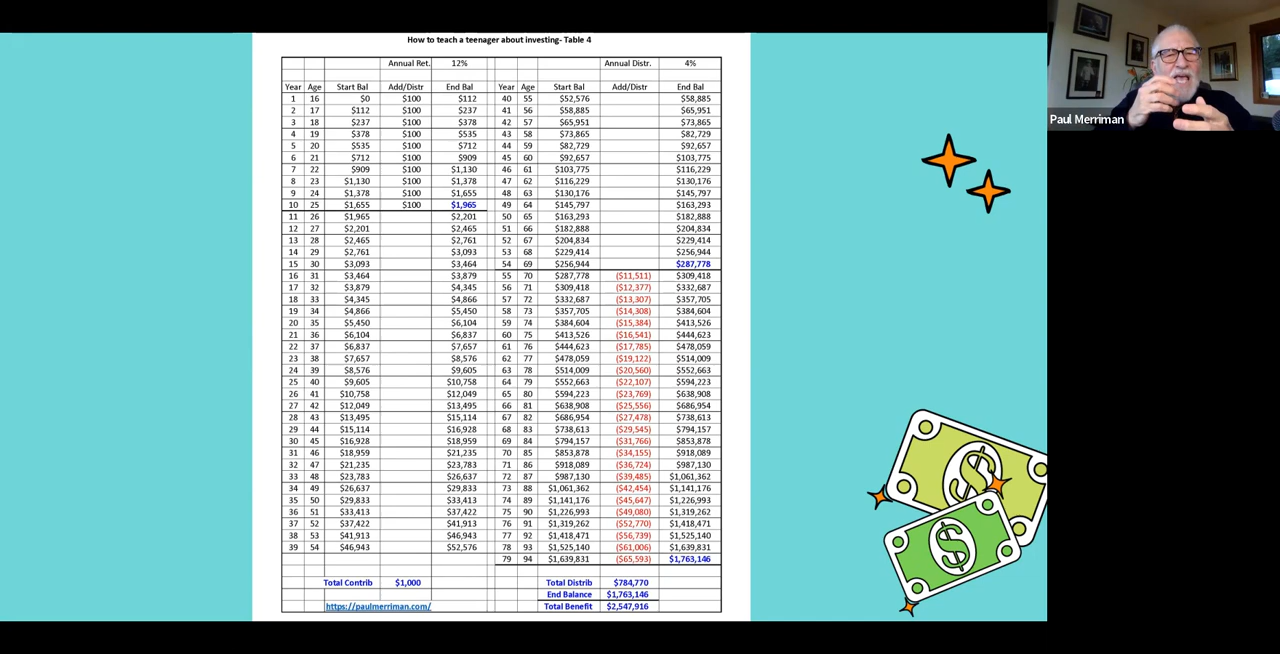 How to teach a teenager about investing- Table 4
Annual Ret. 12% Annual Distr. 4%
Year Age Start Bal Add/Distr End Bal Year Age Start Bal Add/Distr End Bal
1 16 $0 $100 $112 40 55 $52,576 $58,885
2 17 $112 $100 $237 41 56 $58,885 $65,951
3 18 $237 $100 $378 42 57 $65,951 $73,865
4 19 $378 $100 $535 43 58 $73,865 $82,729
5 20 $535 $100 $712 44 59 $82,729 $92,657
6 21 $712 $100 $909 45 60 $92,657 $103,775
7 22 $909 $100 $1,130 46 61 $103,775 $116,229
8 23 $1,130 $100 $1,378 47 62 $116,229 $130,176
9 24 $1,378 $100 $1,655 48 63 $130,176 $145,797
10 25 $1,655 $100 $1,965 49 64 $145,797 $163,293
11 26 $1,965 $2,201 50 65 $163,293 $182,888
12 27 $2,201 $2,465 51 66 $182,888 $204,834
13 28 $2,465 $2,761 52 67 $204,834 $229,414
14 29 $2,761 $3,093 53 68 $229,414 $256,944
15 30 $3,093 $3,464 54 69 $256,944 $287,778
16 31 $3,464 $3,879 55 70 $287,778 ($11,511) $309,418
17 32 $3,879 $4,345 56 71 $309,418 ($12,377) $332,687
18 33 $4,345 $4,866 57 72 $332,687 ($13,307) $357,705
19 34 $4,866 $5,450 58 73 $357,705 ($14,308) $384,604
20 35 $5,450 $6,104 59 74 $384,604 ($15,384) $413,526
21 36 $6,104 $6,837 60 75 $413,526 ($16,541) $444,623
22 37 $6,837 $7,657 61 76 $444,623 ($17,785) $478,059
23 38 $7,657 $8,576 62 77 $478,059 ($19,122) $514,009
24 39 $8,576 $9,605 63 78 $514,009 ($20,560) $552,663
25 40 $9,605 $10,758 64 79 $552,663 ($22,107) $594,223
26 41 $10,758 $12,049 65 80 $594,223 ($23,769) $638,908
27 42 $12,049 $13,495 66 81 $638,908 ($25,556) $686,954
28 43 $13,495 $15,114 67 82 $686,954 ($27,478) $738,613
29 44 $15,114 $16,928 68 83 $738,613 ($29,545) $794,157
30 45 $16,928 $18,959 69 84 $794,157 ($31,766) $853,878
31 46 $18,959 $21,235 70 85 $853,878 ($34,155) $918,089
32 47 $21,235 $23,783 71 86 $918,089 ($36,724) $987,130
33 48 $23,783 $26,637 72 87 $987,130 ($39,485) $1,061,362
34 49 $26,637 $29,833 73 88 $1,061,362 ($42,454) $1,141,176
35 50 $29,833 $33,413 74 89 $1,141,176 ($45,647) $1,226,993
36 51 $33,413 $37,422 75 90 $1,226,993 ($49,080) $1,319,262
37 52 $37,422 $41,913 76 91 $1,319,262 ($52,770) $1,418,471
38 53 $41,913 $46,943 77 92 $1,418,471 ($56,739) $1,525,140
39 54 $46,943 $52,576 78 93 $1,525,140 ($61,006) $1,639,831
79 94 $1,639,831 ($65,593) $1,763,146
Total Contrib $1,000 Total Distrib $784,770
End Balance $1,763,146
https://paulmerriman.com/ Total Benefit $2,547,916
Paul Merriman
$
$